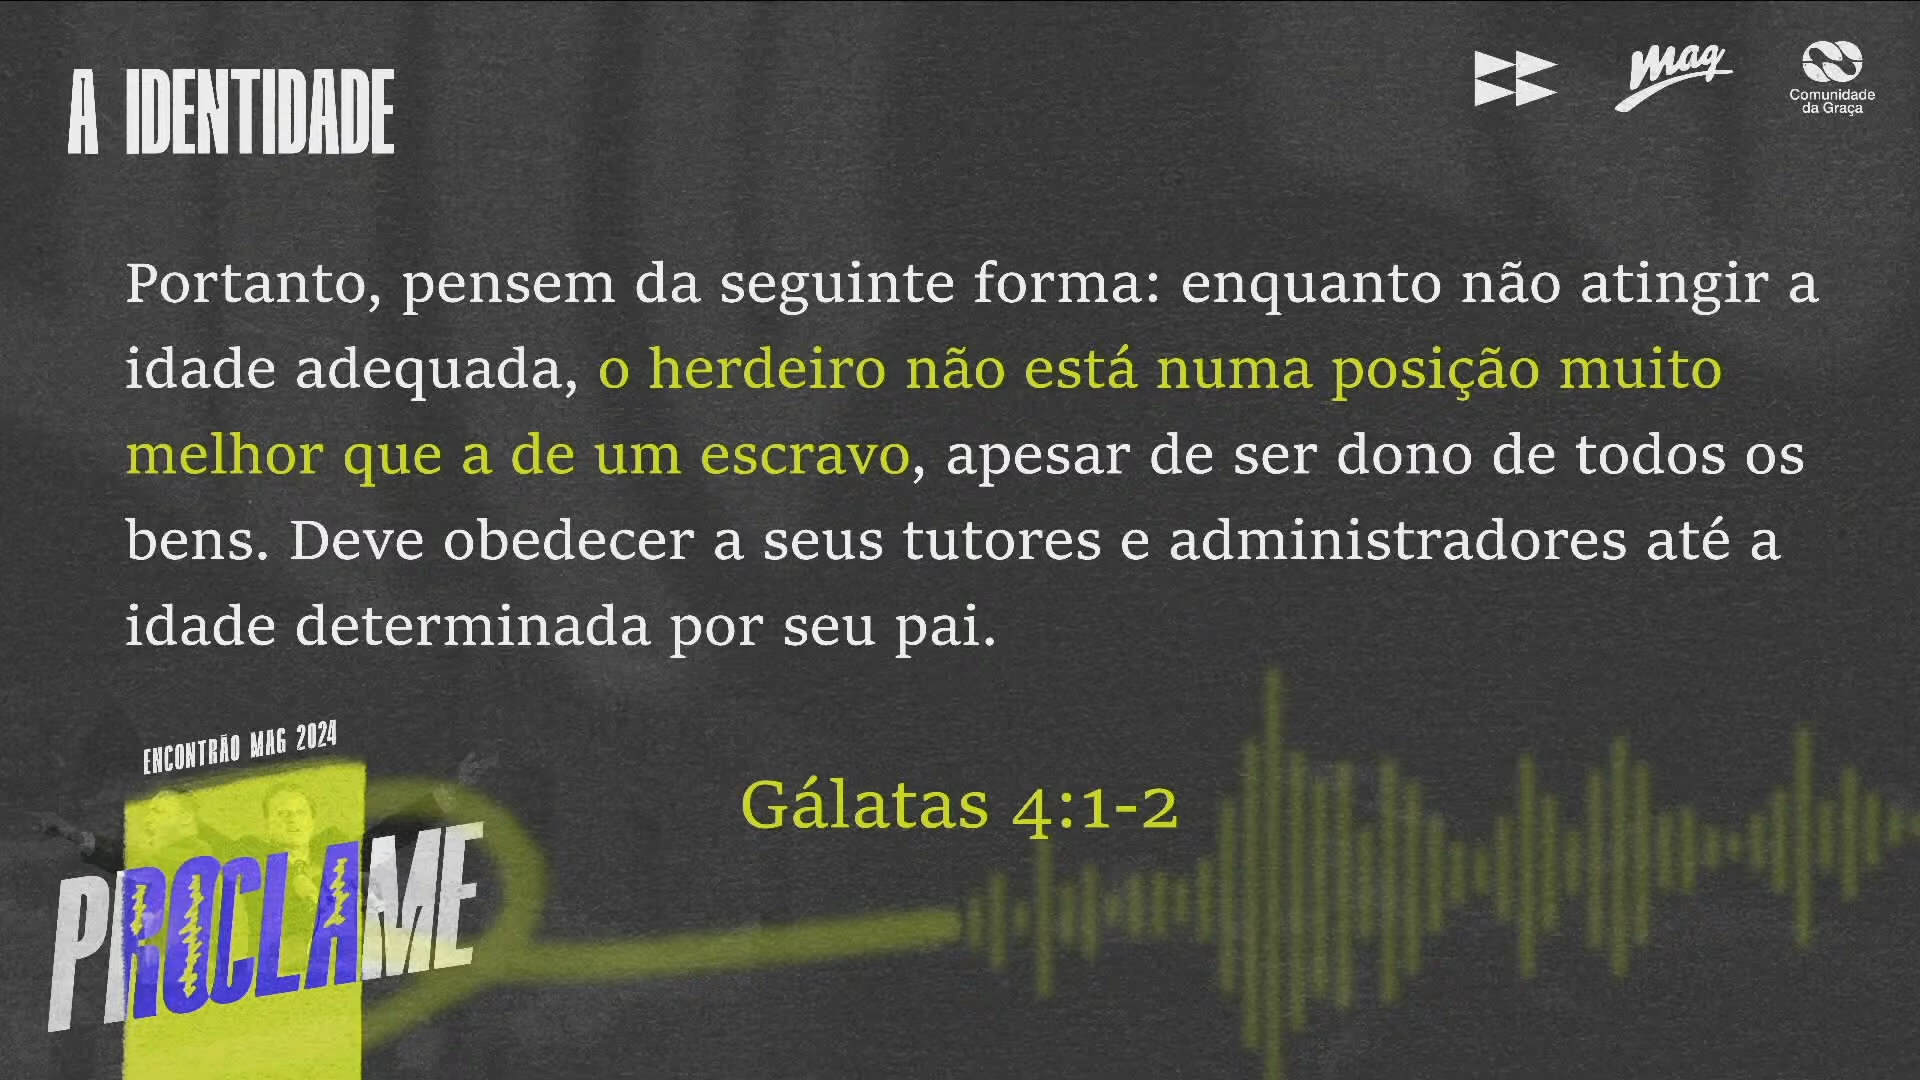 A IDENTIDADE
Mag
Comunidade
da Graça
Portanto, pensem da seguinte forma: enquanto não atingir a
idade adequada, o herdeiro não está numa posição muito
melhor que a de um escravo, apesar de ser dono de todos os
bens. Deve obedecer a seus tutores e administradores até a
idade determinada por seu pai.
Gálatas 4:1-2
ENCONTRÃO MAG 2024
PROCLAME